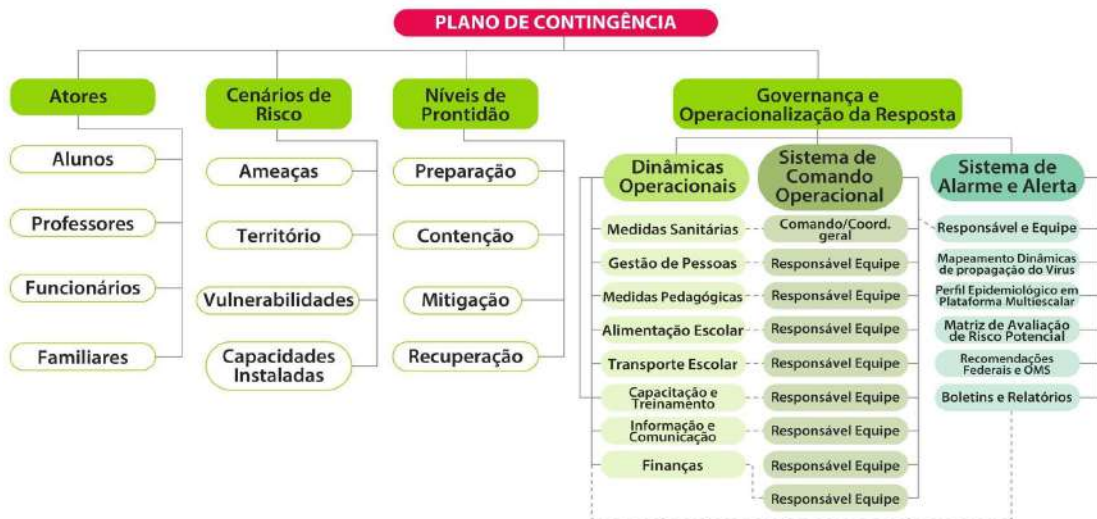 PLANO DE CONTINGÊNCIA
Atores
Alunos
Professores
Funcionários
Familiares
Cenários de
Risco
Ameaças
Território
Vulnerabilidades
Capacidades
Instaladas
Níveis de
Prontidão
Preparação
Contenção
Mitigação
Recuperação
Governança e
Operacionalização da Resposta
Dinâmicas
Operacionais
Medidas Sanitárias
Gestão de Pessoas
Medidas Pedagógicas
Alimentação Escolar
Transporte Escolar
Capacitação e
Treinamento
Informação e
Comunicação
Finanças
Sistema de
Comando
Operacional
Comando/Coord.
geral
Responsável Equipe
Responsável Equipe
Responsável Equipe
Responsável Equipe
Responsável Equipe
Responsável Equipe
Responsável Equipe
Responsável Equipe
Sistema de
Alarme e Alerta
Responsável e Equipe
Mapeamento Dinâmicas
de propagação do Vírus
Perfil Epidemiológico em
Plataforma Multiescalar
Matriz de Avaliação
de Risco Potencial
Recomendações
Federais e OMS
Boletins e Relatórios